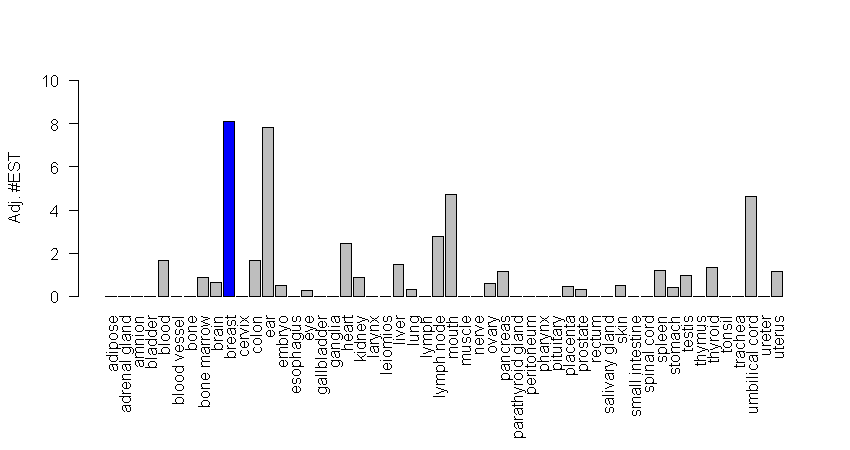 Adj. #EST
10
8
6
4
2
0
adipose
adrenal gland
amnion
bladder
blood
blood vessel
bone
bone marrow
brain
breast
cervix
colon
ear
embryo
esophagus
eye
gallbladder
ganglia
heart
kidney
larynx
leiomios
liver
lung
lymph
lymph node
mouth
muscle
nerve
ovary
pancreas
parathyroid gland
peritoneum
pharynx
pituitary
placenta
prostate
rectum
salivary gland
skin
small intestine
spinal cord
spleen
stomach
testis
thymus
thyroid
tonsil
trachea
umbilical cord
ureter
uterus